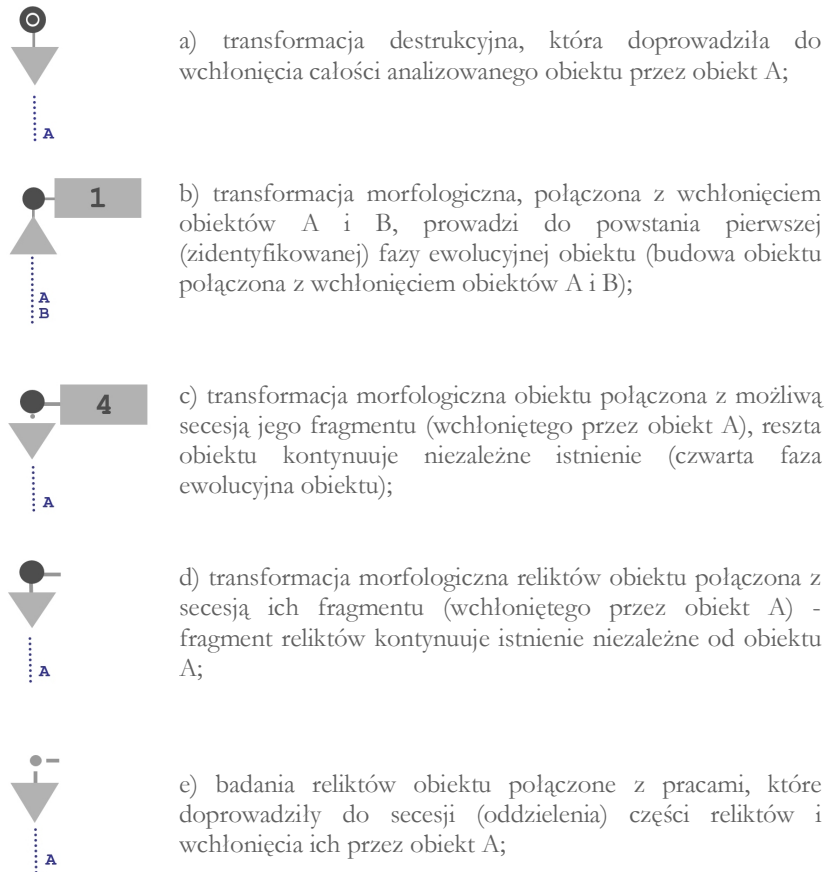 a) transformacja destrukcyjna, która doprowadziła do
wchłonięcia całości analizowanego obiektu przez obiekt A;
A
1
b) transformacja morfologiczna, połączona z wchłonięciem
obiektów A i B, prowadzi do powstania pierwszej
(zidentyfikowanej) fazy ewolucyjnej obiektu (budowa obiektu
połączona z wchłonięciem obiektów A i B);
A
B
4
c) transformacja morfologiczna obiektu połączona z możliwą
secesją jego fragmentu (wchłoniętego przez obiekt A), reszta
obiektu kontynuuje niezależne istnienie (czwarta faza
ewolucyjna obiektu);
A
d) transformacja morfologiczna reliktów obiektu połączona z
secesją ich fragmentu (wchłoniętego przez obiekt A) -
fragment reliktów kontynuuje istnienie niezależne od obiektu
A;
A
e) badania reliktów obiektu połączone z pracami, które
doprowadziły do secesji (oddzielenia) części reliktów i
wchłonięcia ich przez obiekt A;
A